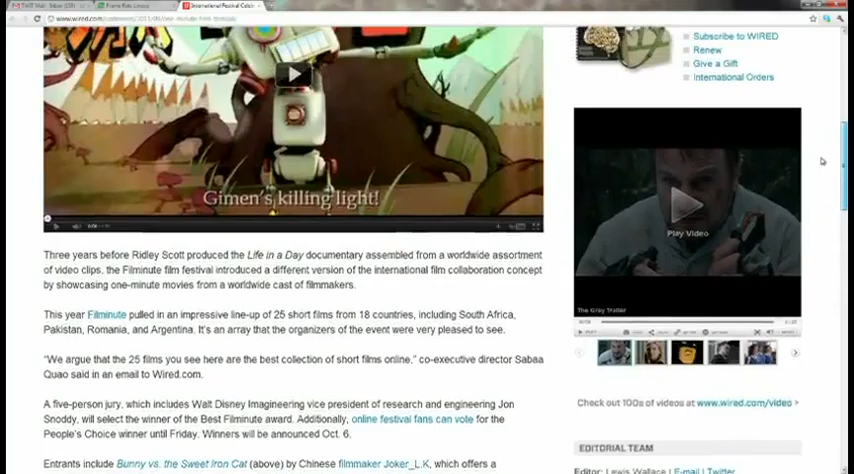 International Festival Celeb
www.wired.com/
Gimen's killing light!
Three years before Ridley Scott produced the Life in a Day documentary assembled from a worldwide assortment
of video clips, the Filminute film festival introduced a different version of the international film collaboration concept
by showcasing one-minute movies from a worldwide cast of filmmakers.
This year Filminute pulled in an impressive line-up of 25 short films from 18 countries, including South Africa,
Pakistan, Romania, and Argentina. It's an array that the organizers of the event were very pleased to see.
"We argue that the 25 films you see here are the best collection of short films online," co-executive director Sabaa
Quao said in an email to Wired.com.
A five-person jury, which includes Walt Disney Imagineering vice president of research and engineering Jon
Snoddy, will select the winner of the Best Filminute award. Additionally, online festival fans can vote for the
People's Choice winner until Friday. Winners will be announced Oct. 6.
Entrants include Bunny vs. the Sweet Iron Cat (above) by Chinese filmmaker Joker_L.K, which offers a
Subscribe to WIRED
Renew
Give a Gift
International Orders
Play Video
The Grey Trailer
Check out 100s of videos at www.wired.com/video >
EDITORIAL TEAM
Editor: Lewis Wallace | E-mail | Twitter